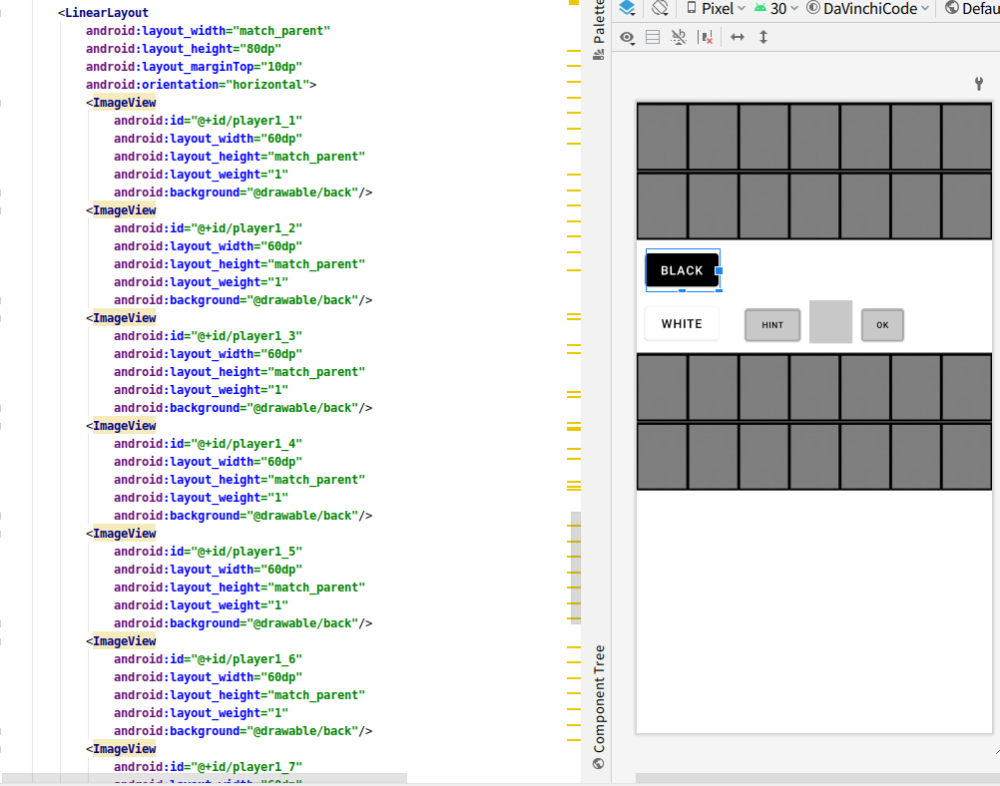 <LinearLayout
android:layout_width="match_parent"
android:layout_height="80dp"
android:layout_marginTop="10dp"
android:orientation="horizontal">
<ImageView
android:id="@+id/player1_1"
android:layout_width="60dp"
android:layout_height="match_parent"
android:layout_weight="1"
android:background="@drawable/back"/>
<ImageView
android:id="@+id/player1_2"
android:layout_width="60dp"
android:layout_height="match_parent"
android:layout_weight="1"
android:background="@drawable/back"/>
<ImageView
android:id="@+id/player1_3"
android:layout_width="60dp"
android:layout_height="match_parent"
android:layout_weight="1"
android:background="@drawable/back"/>
<ImageView
android:id="@+id/player1_4"
android:layout_width="60dp"
android:layout_height="match_parent"
android:layout_weight="1"
android:background="@drawable/back"/>
<ImageView
android:id="@+id/player1_5"
android:layout_width="60dp"
android:layout_height="match_parent"
android:layout_weight="1"
android:background="@drawable/back"/>
<ImageView
android:id="@+id/player1_6"
android:layout_width="60dp"
android:layout_height="match_parent"
android:layout_weight="1"
android:background="@drawable/back"/>
<ImageView
android:id="@+id/player1_7"
Palette
Component Tree
Pixel 30 DaVinchiCode Defau
BLACK
WHITE HINT OK